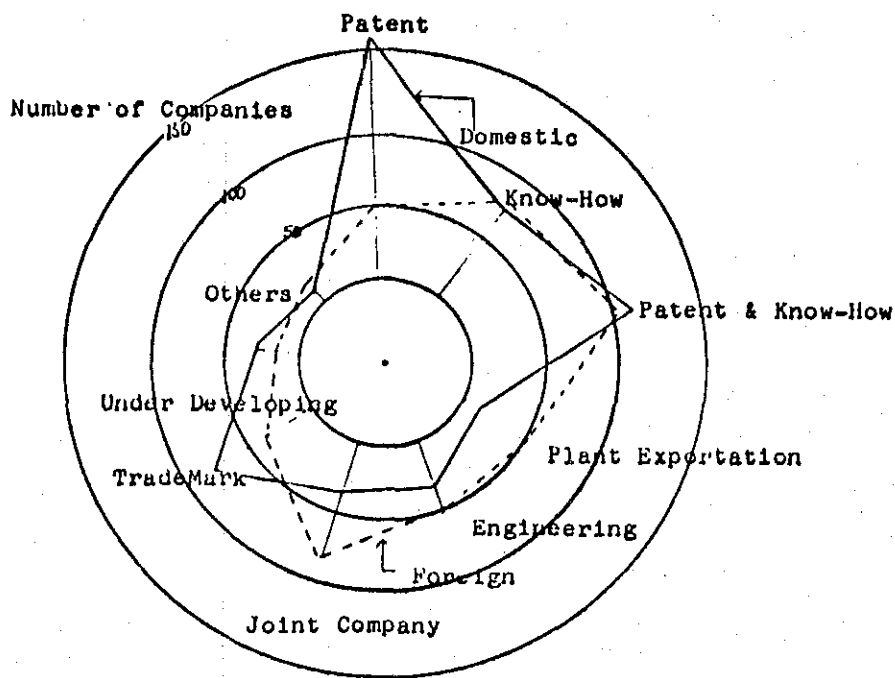 Patent
Number of Companies
150
Domestic
100
Know-How
50
Others
Patent & Know-How
Under Developing
TradeMark
Plant Exportation
Engineering
Foreign
Joint Company